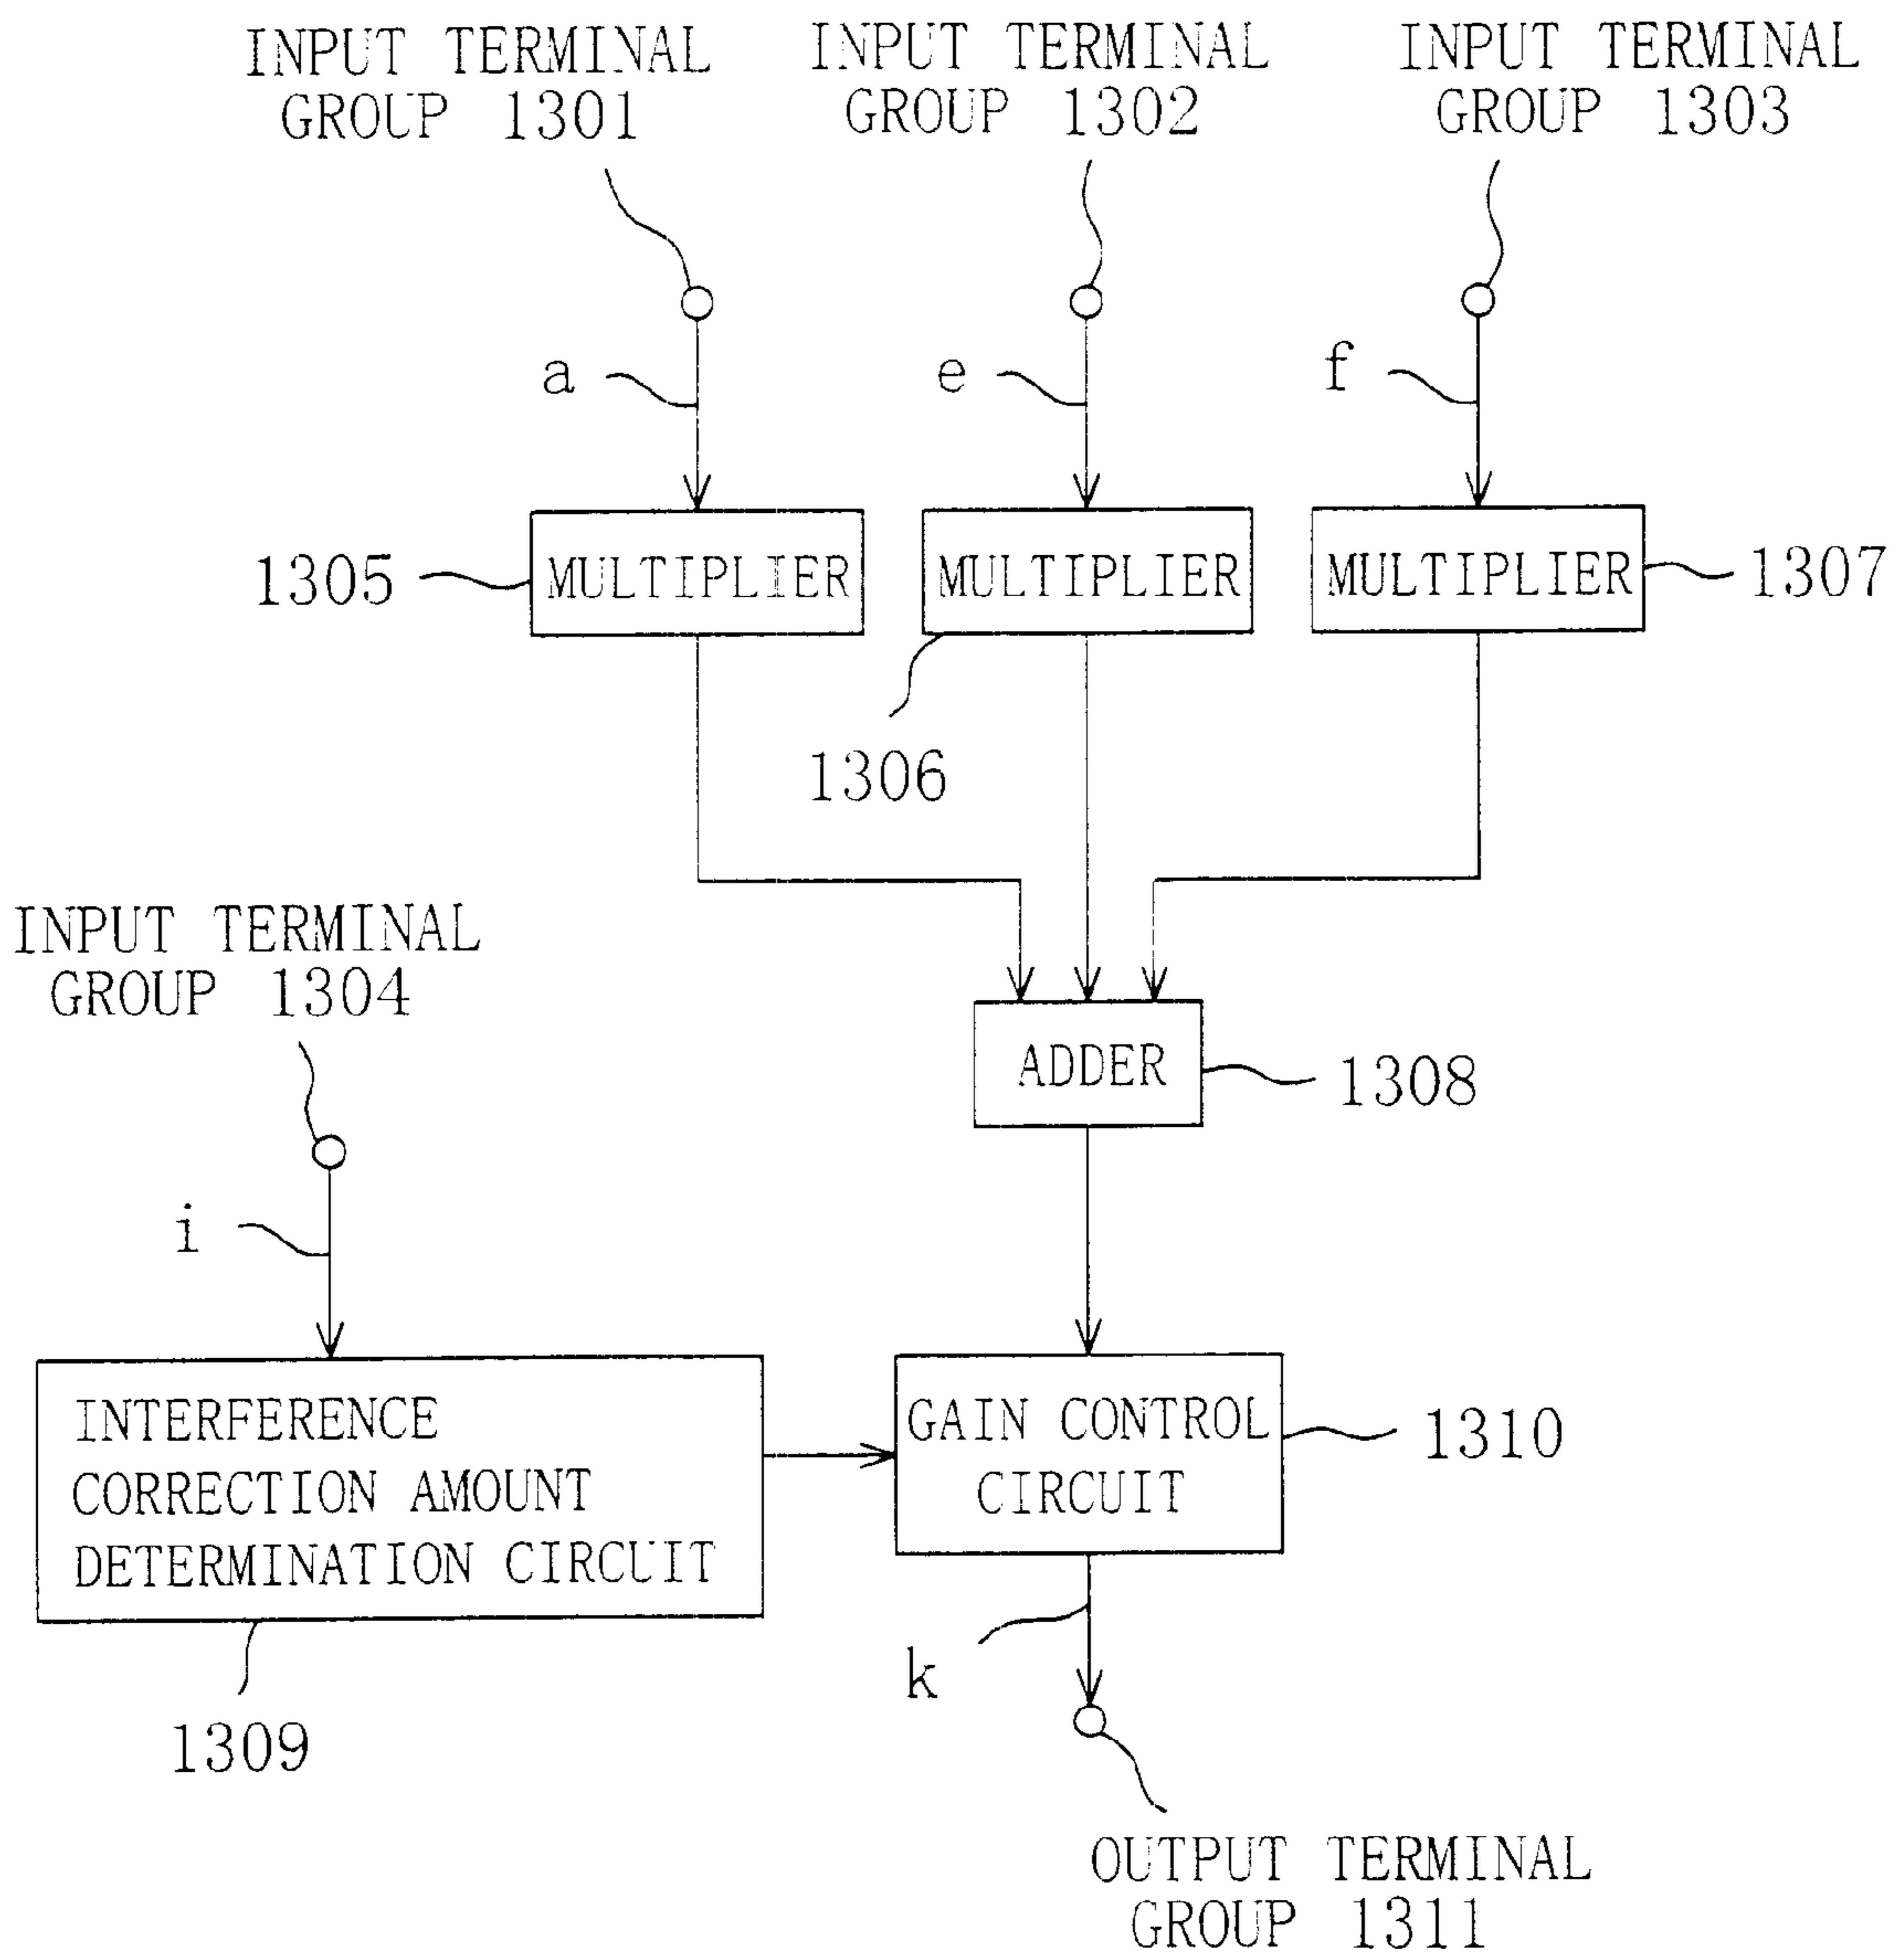 INPUT TERMINAL
GROUP 1301
INPUT TERMINAL
GROUP 1302
INPUT TERMINAL
GROUP 1303
a
e
f
1305
MULTIPLIER
MULTIPLIER
MULTIPLIER
1307
1306
INPUT TERMINAL
GROUP 1304
ADDER
1308
i
INTERFERENCE
CORRECTION AMOUNT
DETERMINATION CIRCUIT
GAIN CONTROL
CIRCUIT
1310
k
1309
OUTPUT TERMINAL
GROUP 1311